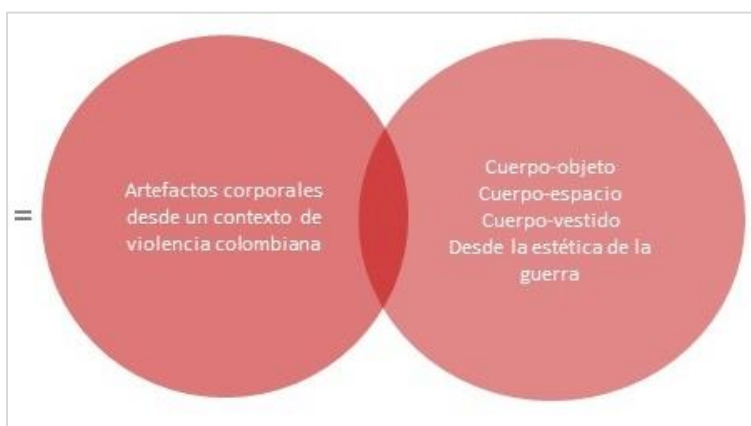 =
Artefactos corporales
desde un contexto de
violencia colombiana
Cuerpo-objeto
Cuerpo-espacio
Cuerpo-vestido
Desde la estética de la
guerra